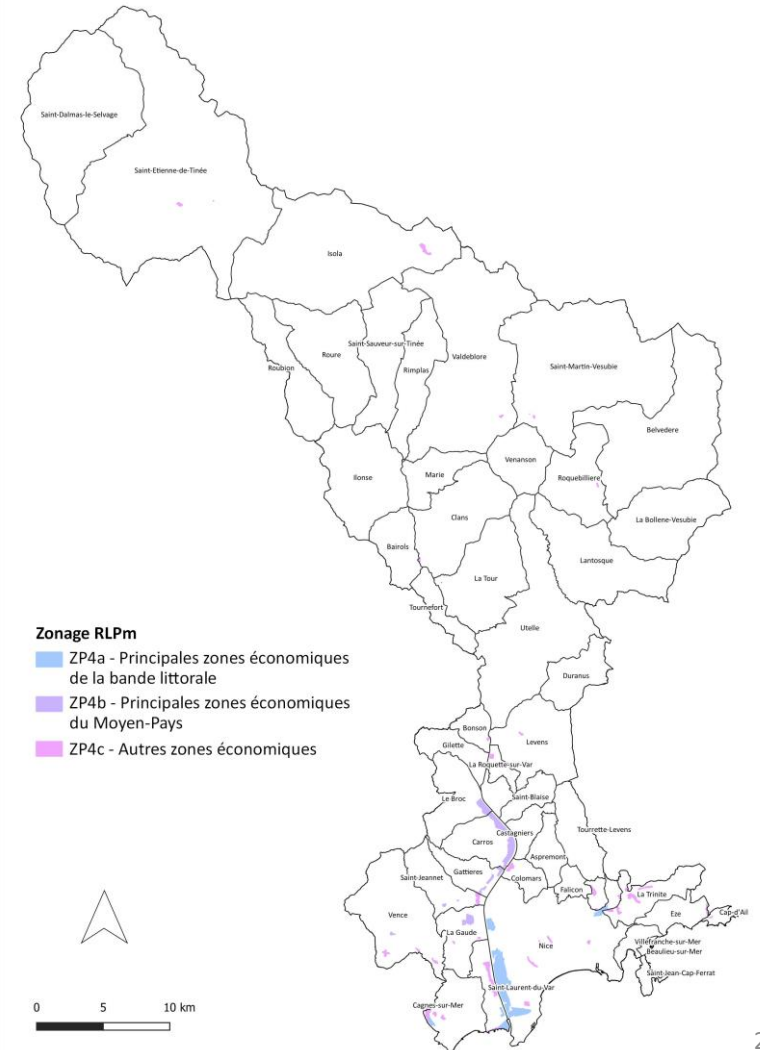 Saint-Dalmas-le-Selvage
Saint-Etienne-de-Tinée
Isola
Saint-Sauveur-sur-Tinée
Roure
Valdeblore
Roubion
Rimplas
Saint-Martin-Vesubie
Belvedere
Venanson
Ilonse
Marie
Roquebilliere
Clans
La Bollene-Vesubie
Bairols
Lantosque
La Tour
Tournefort
Utelle
Zonage RLPm
ZP4a - Principales zones économiques
de la bande littorale
ZP4b - Principales zones économiques
du Moyen-Pays
ZP4c - Autres zones économiques
Duranus
Bonson
Gilette
Levens
La Roquette-sur-Var
Le Broc
Saint-Blaise
Castagniers
Tourrette-Levens
Carros
Aspremont
Saint-Jeannet
Gattieres
Colomars
Falicon
La Trinite
Vence
Eze
Cap-d'Ail
La Gaude
Nice
Villefranche-sur-Mer
Beaulieu-sur-Mer
Saint-Jean-Cap-Ferrat
Saint-Laurent-du-Var
Cagnes-sur-Mer
0 5 10 km